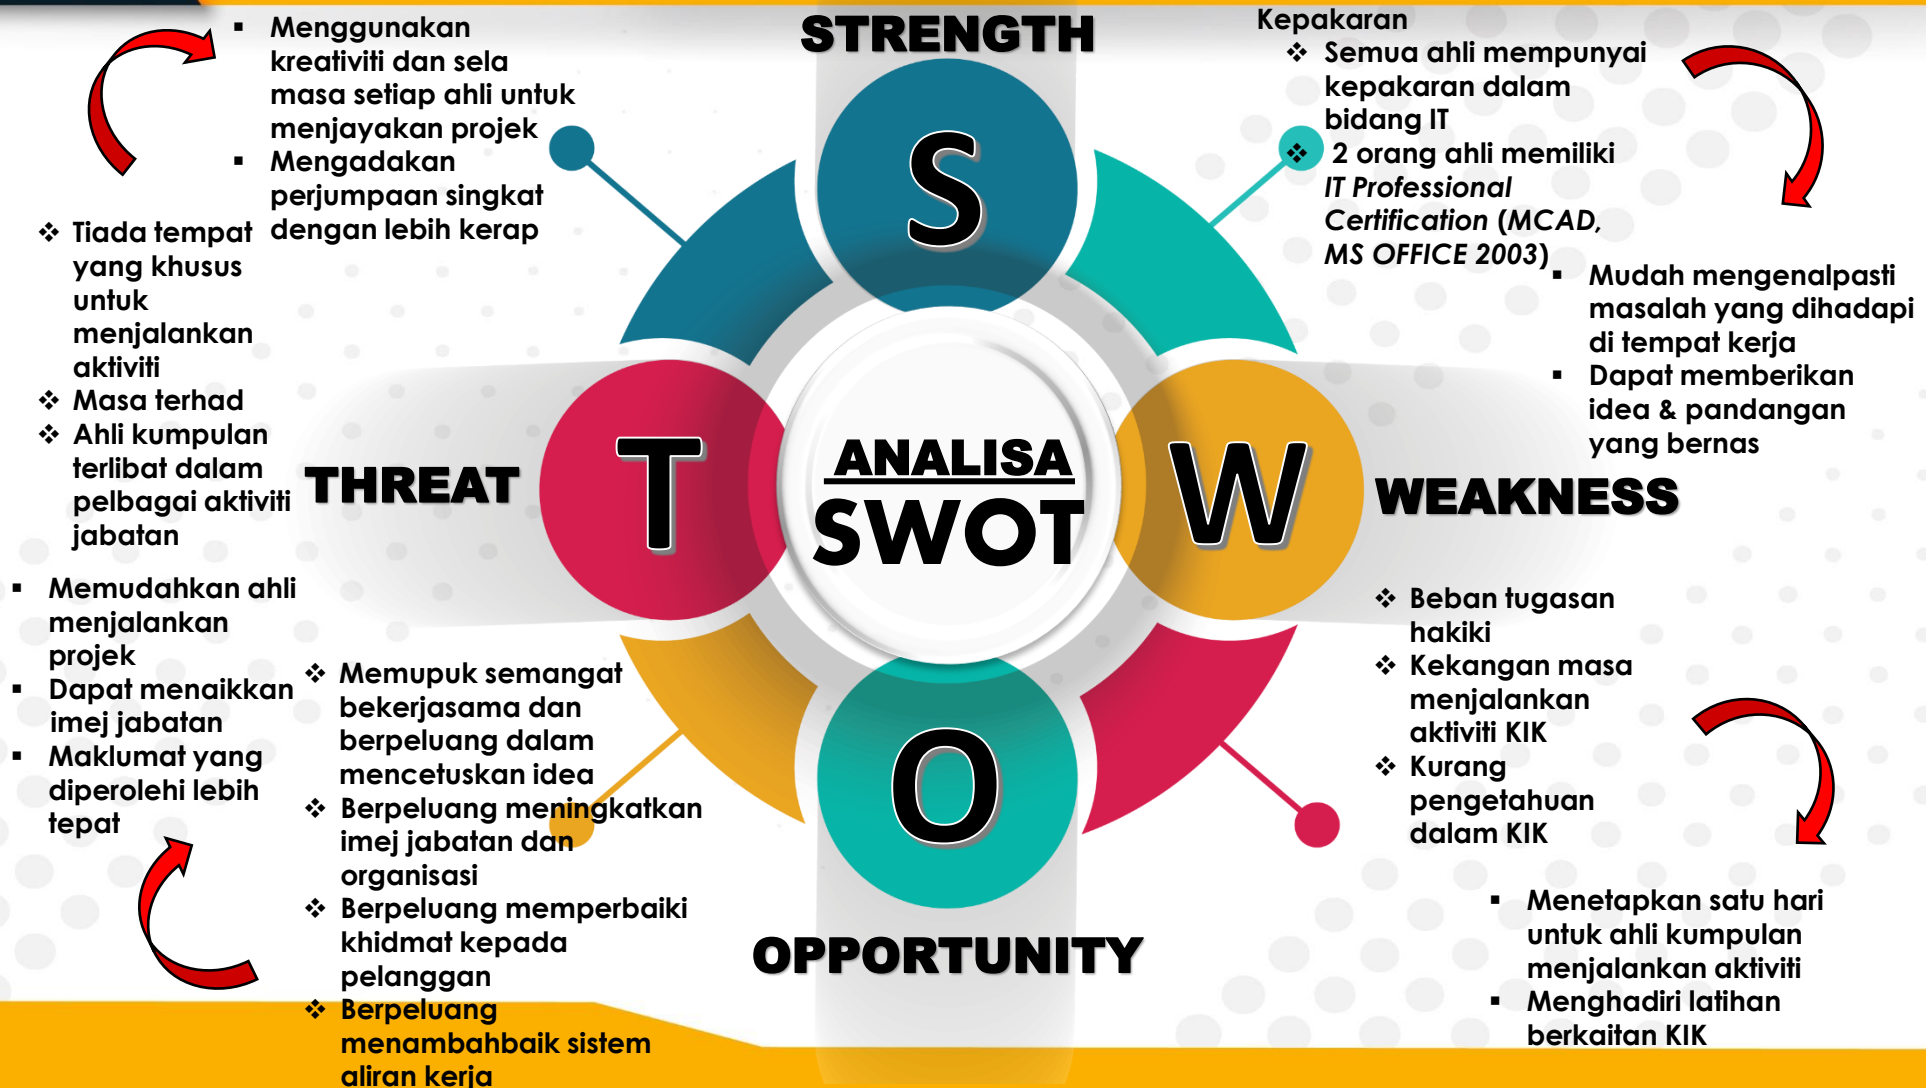 STRENGTH
Kepakaran
❖ Semua ahli mempunyai
kepakaran dalam
bidang IT
❖ 2 orang ahli memiliki
IT Professional
Certification (MCAD,
MS OFFICE 2003)
▪ Mudah mengenalpasti
masalah yang dihadapi
di tempat kerja
▪ Dapat memberikan
idea & pandangan
yang bernas
▪ Menggunakan
kreativiti dan sela
masa setiap ahli untuk
menjayakan projek
▪ Mengadakan
perjumpaan singkat
dengan lebih kerap
❖ Tiada tempat
yang khusus
untuk
menjalankan
aktiviti
❖ Masa terhad
❖ Ahli kumpulan
terlibat dalam
pelbagai aktiviti
jabatan
THREAT
S
T
ANALISA
SWOT
W
O
WEAKNESS
❖ Beban tugasan
hakiki
❖ Kekangan masa
menjalankan
aktiviti KIK
❖ Kurang
pengetahuan
dalam KIK
▪ Menetapkan satu hari
untuk ahli kumpulan
menjalankan aktiviti
▪ Menghadiri latihan
berkaitan KIK
▪ Memudahkan ahli
menjalankan
projek
▪ Dapat menaikkan
imej jabatan
▪ Maklumat yang
diperolehi lebih
tepat
❖ Memupuk semangat
bekerjasama dan
berpeluang dalam
mencetuskan idea
❖ Berpeluang meningkatkan
imej jabatan dan
organisasi
❖ Berpeluang memperbaiki
khidmat kepada
pelanggan
❖ Berpeluang
menambahbaik sistem
aliran kerja
OPPORTUNITY